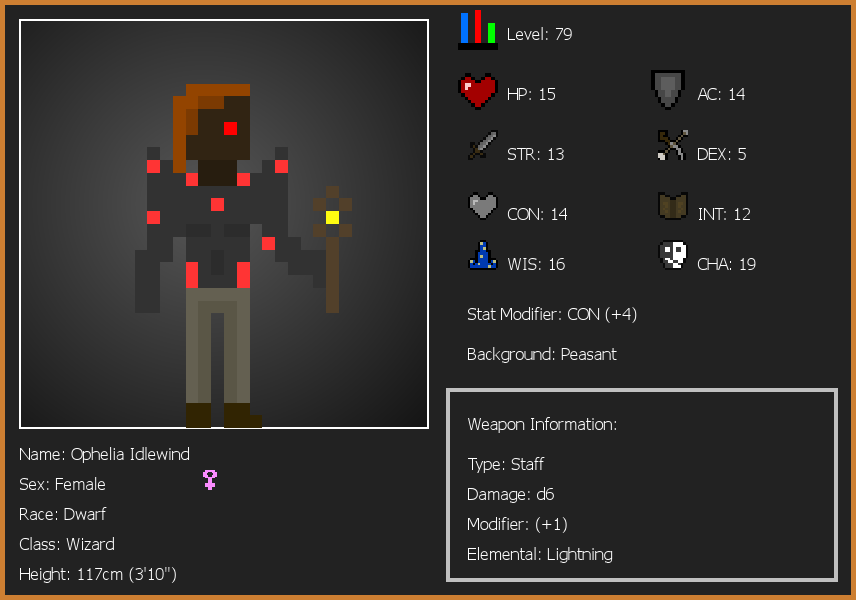 Level: 79
HP: 15
AC: 14
STR: 13
DEX: 5
CON: 14
INT: 12
WIS: 16
CHA: 19
Stat Modifier: CON (+4)
Background: Peasant
Weapon Information:
Type: Staff
Damage: d6
Modifier: (+1)
Elemental: Lightning
Name: Ophelia Idlewind
Sex: Female
Race: Dwarf
Class: Wizard
Height: 117cm (3'10")